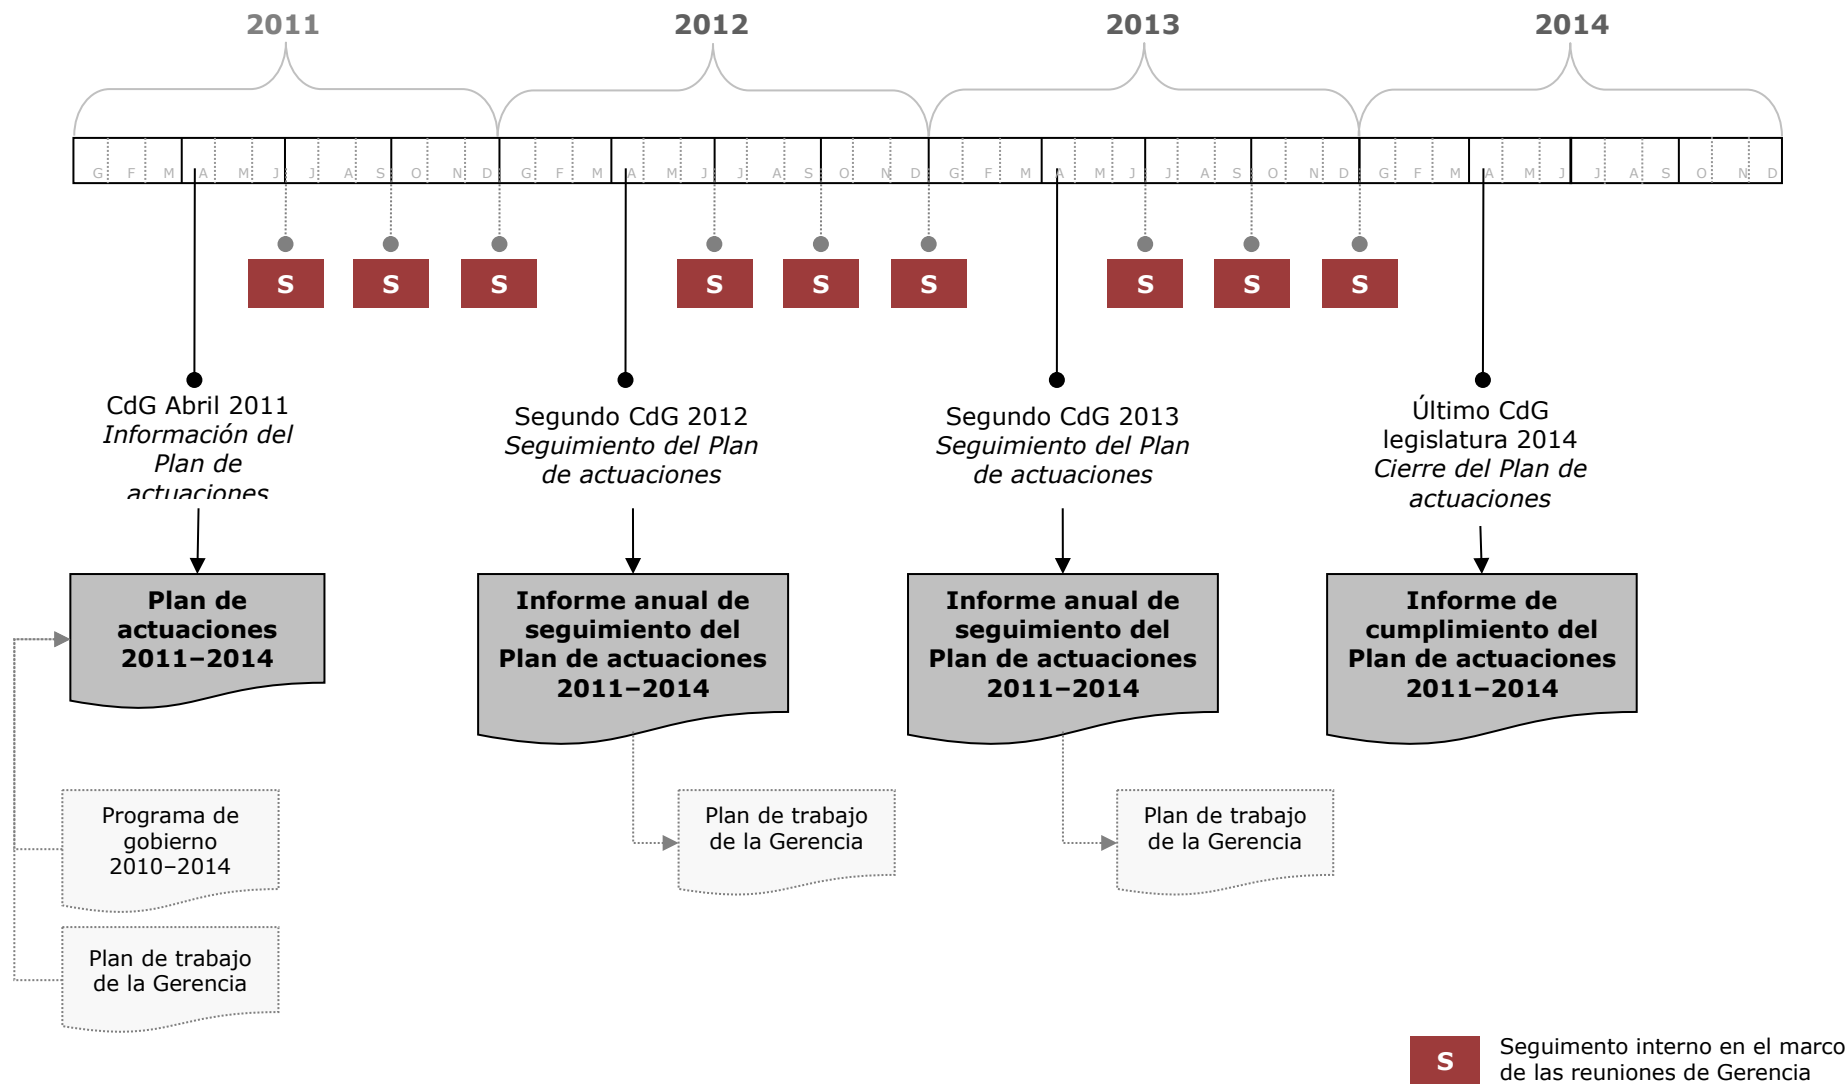 2011 2012 2013 2014
G F M A M J J A S O N D G F M A M J J A S O N D G F M A M J J A S O N D G F M A M J J A S O N D
S S S S S S S S S
CdG Abril 2011
Información del
Plan de
actuaciones
Segundo CdG 2012
Seguimiento del Plan
de actuaciones
Segundo CdG 2013
Seguimiento del Plan
de actuaciones
Último CdG
legislatura 2014
Cierre del Plan de
actuaciones
Plan de
actuaciones
2011–2014
Informe anual de
seguimiento del
Plan de actuaciones
2011–2014
Informe anual de
seguimiento del
Plan de actuaciones
2011–2014
Informe de
cumplimiento del
Plan de actuaciones
2011–2014
Programa de
gobierno
2010–2014
Plan de trabajo
de la Gerencia
Plan de trabajo
de la Gerencia
Plan de trabajo
de la Gerencia
S
Seguimento interno en el marco
de las reuniones de Gerencia